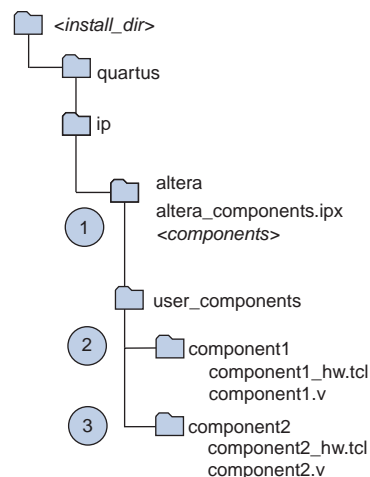 <install_dir>
quartus
ip
altera
altera_components.ipx
<components>
1
user_components
2
component1
component1_hw.tcl
component1.v
3
component2
component2_hw.tcl
component2.v